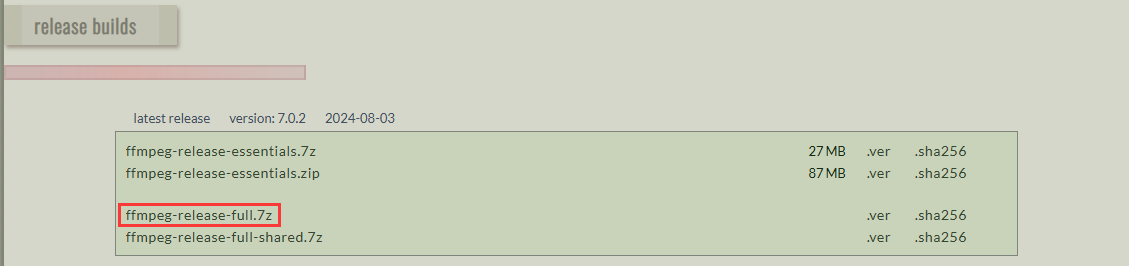 release builds
latest release version: 7.0.2 2024-08-03
ffmpeg-release-essentials.7z 27 MB .ver .sha256
ffmpeg-release-essentials.zip 87 MB .ver .sha256
ffmpeg-release-full.7z .ver .sha256
ffmpeg-release-full-shared.7z .ver .sha256